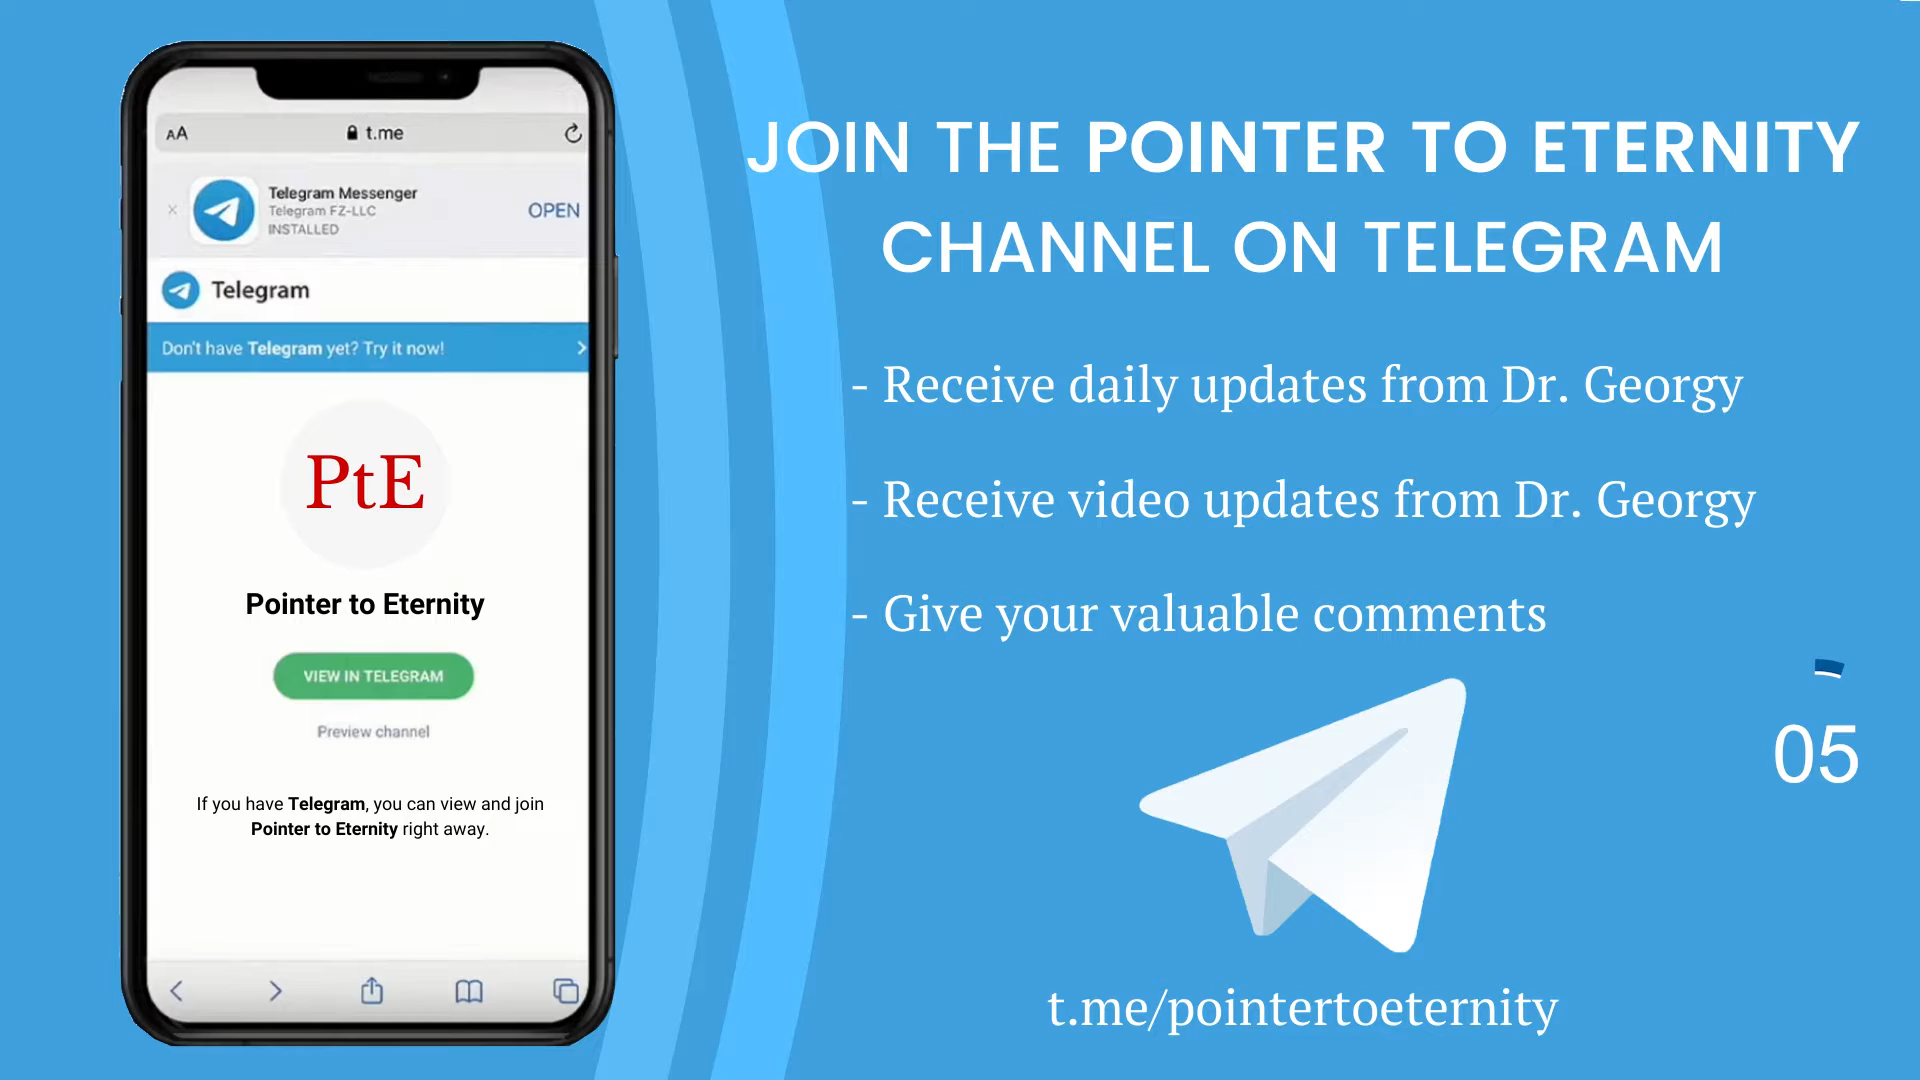 AA
t.me
Telegram Messenger
Telegram FZ-LLC
INSTALLED
OPEN
Telegram
Don't have Telegram yet? Try it now!
PtE
Pointer to Eternity
VIEW IN TELEGRAM
Preview channel
If you have Telegram, you can view and join
Pointer to Eternity right away.
JOIN THE POINTER TO ETERNITY
CHANNEL ON TELEGRAM
- Receive daily updates from Dr. Georgy
- Receive video updates from Dr. Georgy
- Give your valuable comments
05
t.me/pointertoeternity